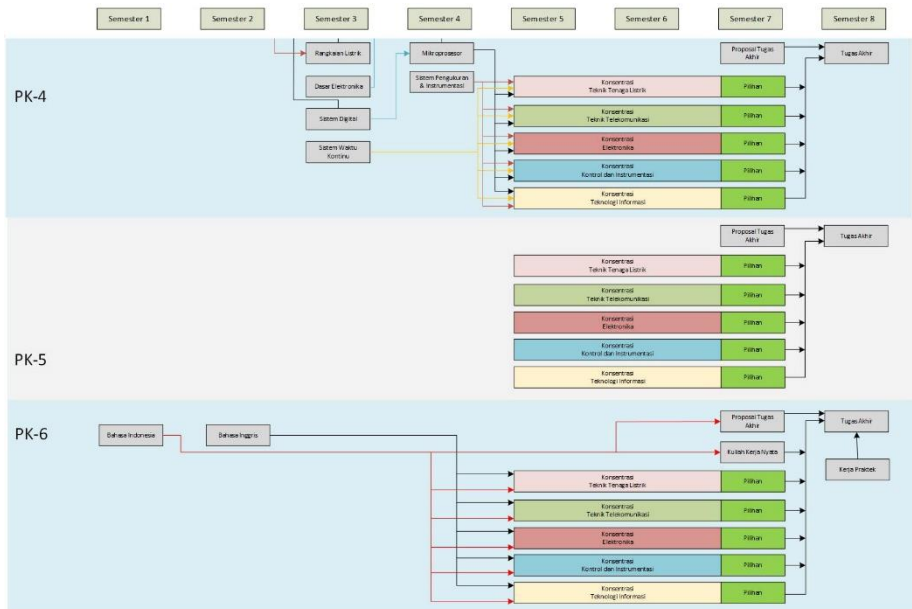 Semester 1
Semester 2
Semester 3
Semester 4
Semester 5
Semester 6
Semester 7
Semester 8
PK-4
Rangkaian Listrik
Mikroprosesor
Proposal Tugas
Akhir
Tugas Akhir
Dasar Elektronika
Sistem Pengukuran
& Instrumentasi
Konsentrasi
Teknik Tenaga Listrik
Pilihan
Sistem Digital
Konsentrasi
Teknik Telekomunikasi
Pilihan
Sistem Waktu
Kontinu
Konsentrasi
Elektronika
Pilihan
Konsentrasi
Kontrol dan Instrumentasi
Pilihan
Konsentrasi
Teknologi Informasi
Pilihan
PK-5
Proposal Tugas
Akhir
Tugas Akhir
Konsentrasi
Teknik Tenaga Listrik
Pilihan
Konsentrasi
Teknik Telekomunikasi
Pilihan
Konsentrasi
Elektronika
Pilihan
Konsentrasi
Kontrol dan Instrumentasi
Pilihan
Konsentrasi
Teknologi Informasi
Pilihan
PK-6
Bahasa Indonesia
Bahasa Inggris
Proposal Tugas
Akhir
Tugas Akhir
Kuliah Kerja Nyata
Kerja Praktek
Konsentrasi
Teknik Tenaga Listrik
Pilihan
Konsentrasi
Teknik Telekomunikasi
Pilihan
Konsentrasi
Elektronika
Pilihan
Konsentrasi
Kontrol dan Instrumentasi
Pilihan
Konsentrasi
Teknologi Informasi
Pilihan